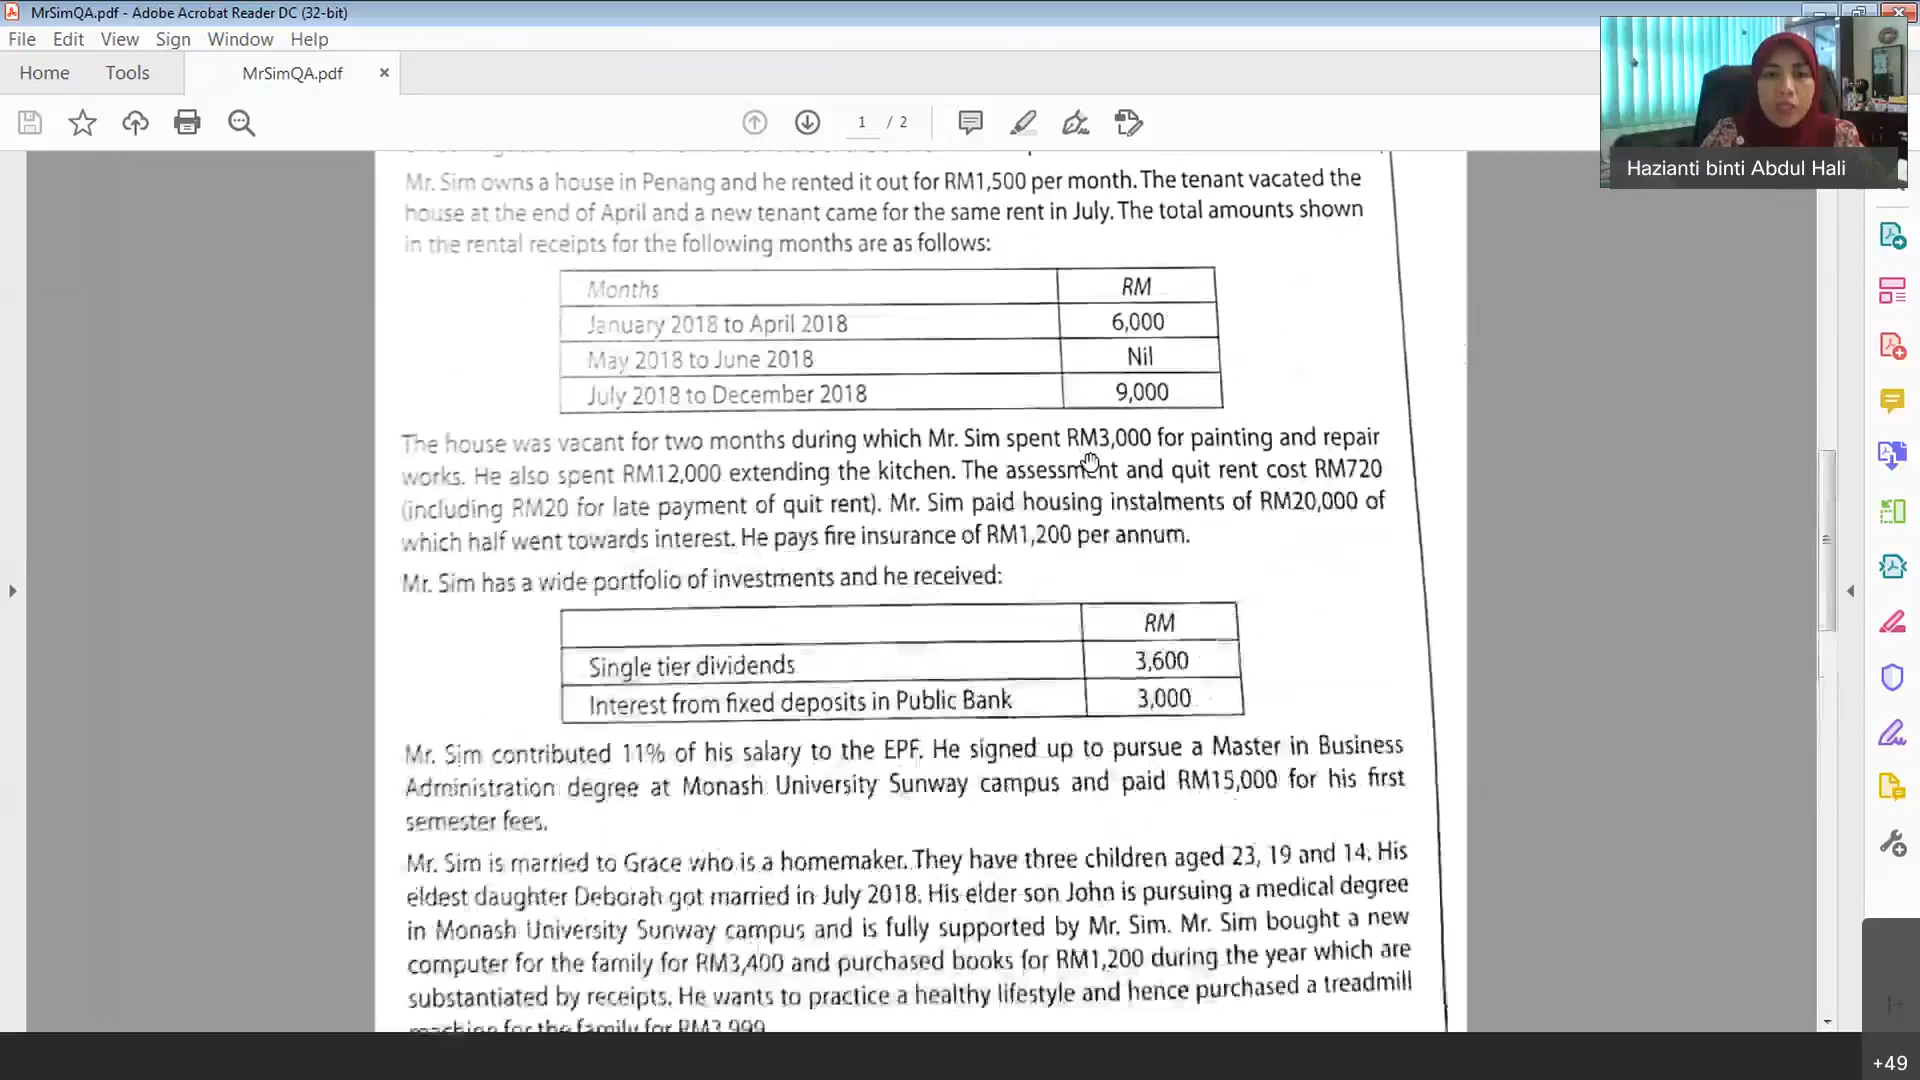 MrSimQA.pdf - Adobe Acrobat Reader DC (32-bit)
File Edit View Sign Window Help
Home Tools MrSimQA.pdf ×
1 / 2
Hazianti binti Abdul Hali
Mr. Sim owns a house in Penang and he rented it out for RM1,500 per month. The tenant vacated the
house at the end of April and a new tenant came for the same rent in July. The total amounts shown
in the rental receipts for the following months are as follows:
Months RM
January 2018 to April 2018 6,000
May 2018 to June 2018 Nil
July 2018 to December 2018 9,000
The house was vacant for two months during which Mr. Sim spent RM3,000 for painting and repair
works. He also spent RM12,000 extending the kitchen. The assessment and quit rent cost RM720
(including RM20 for late payment of quit rent). Mr. Sim paid housing instalments of RM20,000 of
which half went towards interest. He pays fire insurance of RM1,200 per annum.
Mr. Sim has a wide portfolio of investments and he received:
RM
Single tier dividends 3,600
Interest from fixed deposits in Public Bank 3,000
Mr. Sim contributed 11% of his salary to the EPF. He signed up to pursue a Master in Business
Administration degree at Monash University Sunway campus and paid RM15,000 for his first
semester fees.
Mr. Sim is married to Grace who is a homemaker. They have three children aged 23, 19 and 14. His
eldest daughter Deborah got married in July 2018. His elder son John is pursuing a medical degree
in Monash University Sunway campus and is fully supported by Mr. Sim. Mr. Sim bought a new
computer for the family for RM3,400 and purchased books for RM1,200 during the year which are
substantiated by receipts. He wants to practice a healthy lifestyle and hence purchased a treadmill
machine for the family for RM3,999
+49